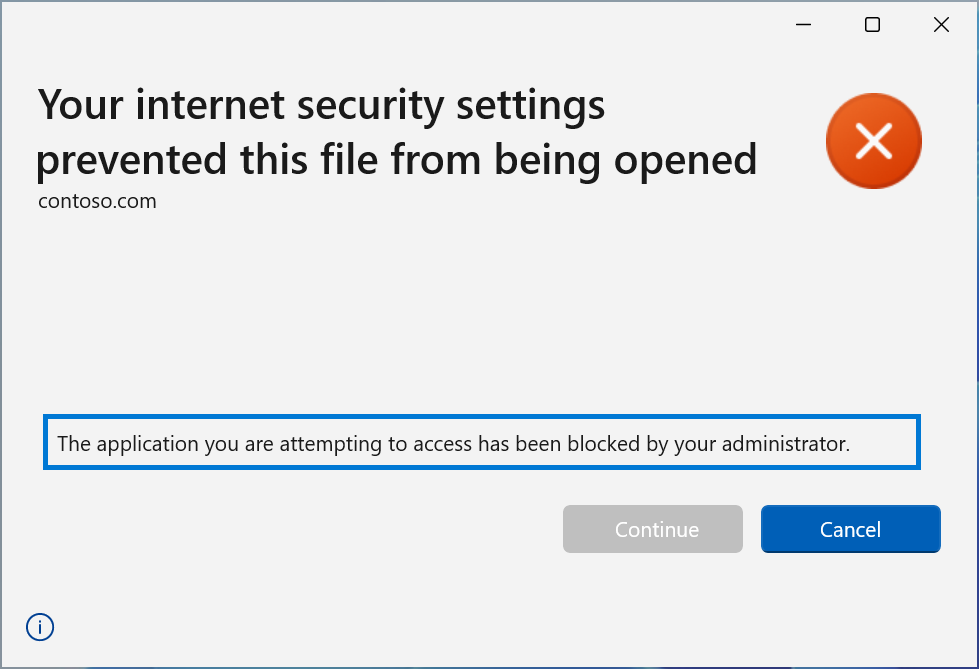 Your internet security settings
prevented this file from being opened
contoso.com
The application you are attempting to access has been blocked by your administrator.
Continue
Cancel